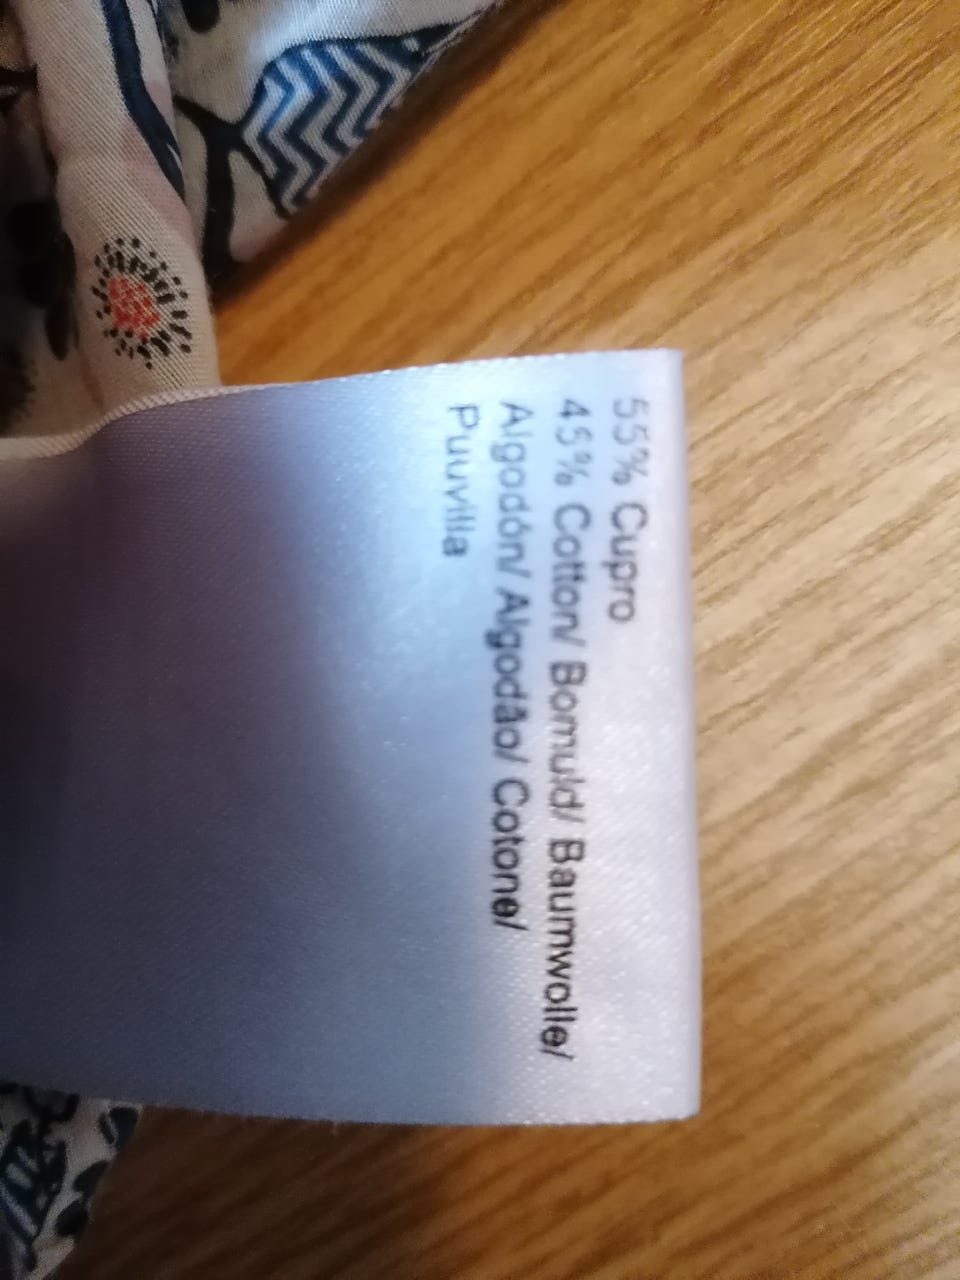 55% Cupro
45% Cotton/ Bomuld/ Baumwolle/
Algodón/ Algodão/ Cotone/
Puuvilla